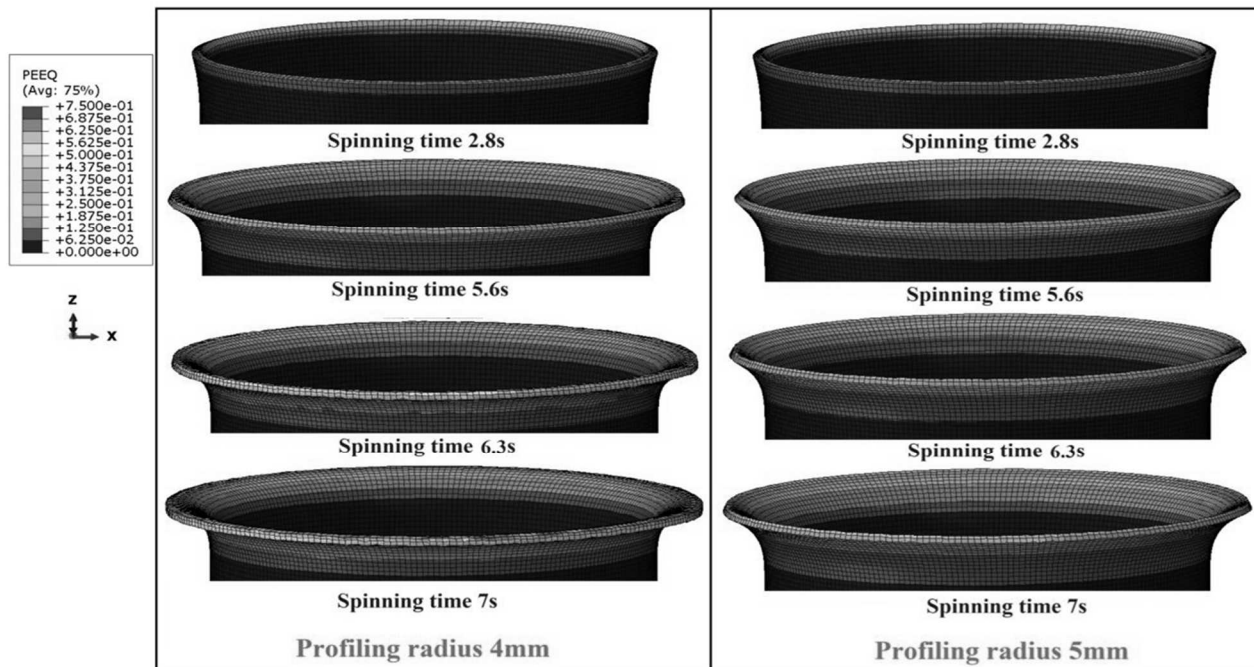 PEEQ
(Avg: 75%)
+7.500e-01
+6.875e-01
+6.250e-01
+5.625e-01
+5.000e-01
+4.375e-01
+3.750e-01
+3.125e-01
+2.500e-01
+1.875e-01
+1.250e-01
+6.250e-02
+0.000e+00
z
x
Spinning time 2.8s
Spinning time 5.6s
Spinning time 6.3s
Spinning time 7s
Profiling radius 4mm
Spinning time 2.8s
Spinning time 5.6s
Spinning time 6.3s
Spinning time 7s
Profiling radius 5mm